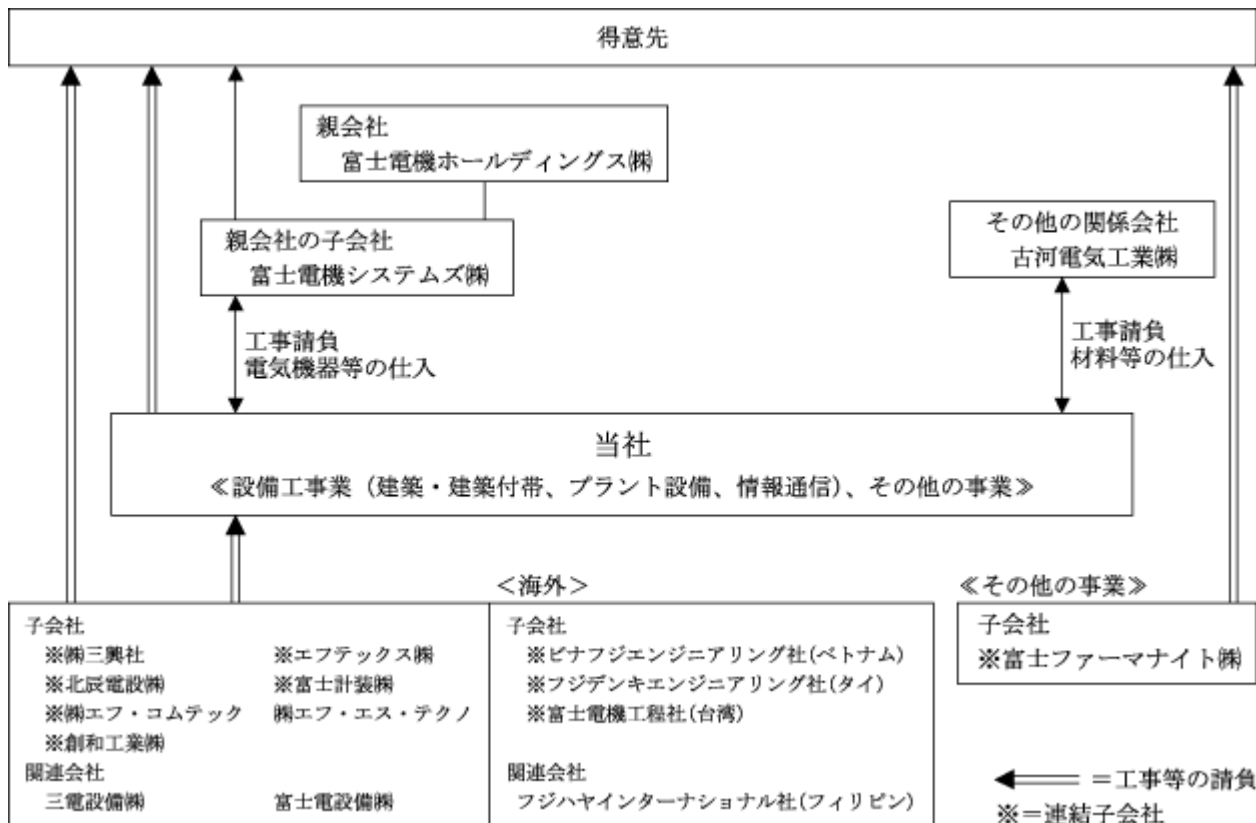 得意先
親会社
富士電機ホールディングス㈱
親会社の子会社
富士電機システムズ㈱
その他の関係会社
古河電気工業㈱
工事請負
電気機器等の仕入
工事請負
材料等の仕入
当社
≪設備工事業（建築・建築付帯、プラント設備、情報通信）、その他の事業≫
＜海外＞
≪その他の事業≫
子会社
※㈱三興社
※エフテックス㈱
※北辰電設㈱
※富士計装㈱
※㈱エフ・コムテック
㈱エフ・エス・テクノ
※創和工業㈱
関連会社
三電設備㈱
富士電設備㈱
子会社
※ビナフジエンジニアリング社(ベトナム)
※フジデンキエンジニアリング社(タイ)
※富士電機工程社(台湾)
関連会社
フジハヤインターナショナル社(フィリピン)
子会社
※富士ファーマナイト㈱
＝工事等の請負
※＝連結子会社